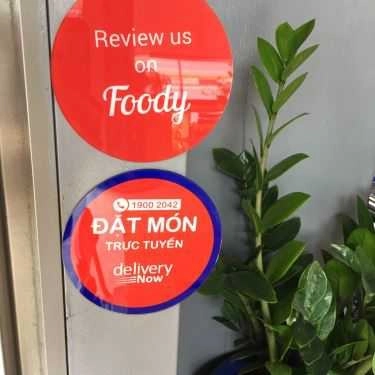 Review us
on
Foody
1900 2042
ĐẶT MÓN
TRỰC TUYẾN
delivery
Now